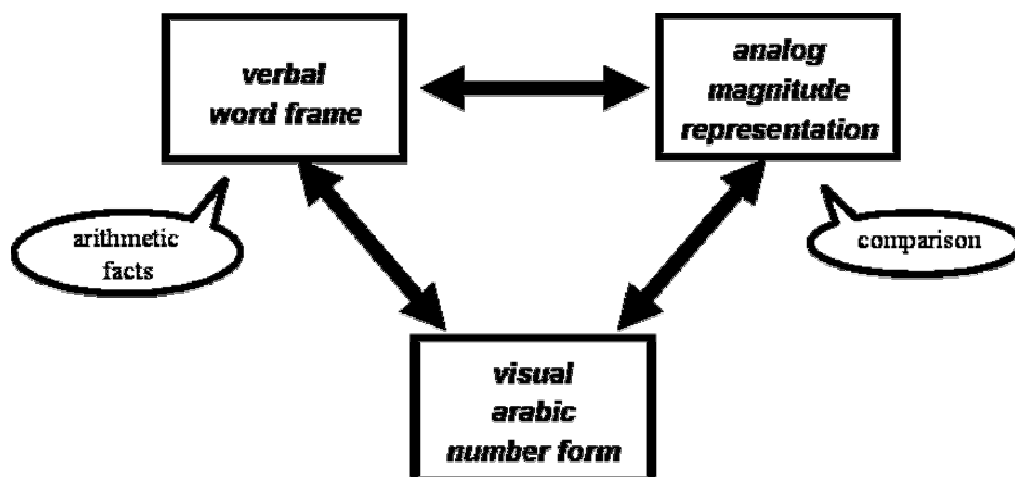 verbal
word frame
analog
magnitude
representation
arithmetic
facts
comparison
visual
arabic
number form